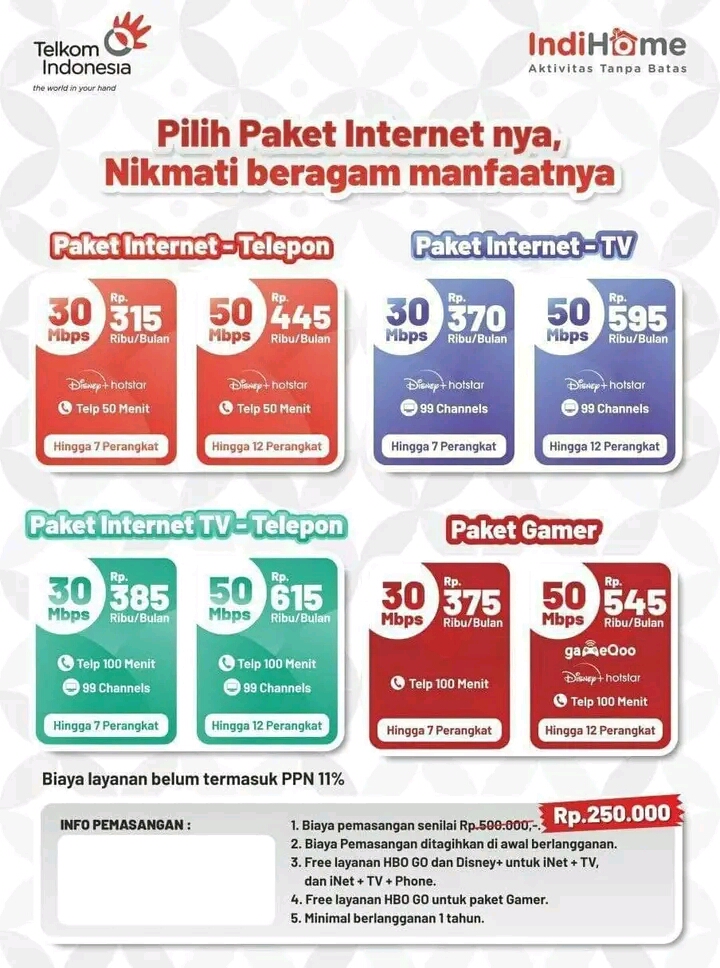 Telkom
Indonesia
the world in your hand
IndiHome
Aktivitas Tanpa Batas
Pilih Paket Internet nya,
Nikmati beragam manfaatnya
Paket Internet - Telepon
30 Mbps
Rp. 315 Ribu/Bulan
Disney+ hotstar
Telp 50 Menit
Hingga 7 Perangkat
50 Mbps
Rp. 445 Ribu/Bulan
Disney+ hotstar
Telp 50 Menit
Hingga 12 Perangkat
Paket Internet - TV
30 Mbps
Rp. 370 Ribu/Bulan
Disney+ hotstar
99 Channels
Hingga 7 Perangkat
50 Mbps
Rp. 595 Ribu/Bulan
Disney+ hotstar
99 Channels
Hingga 12 Perangkat
Paket Internet TV - Telepon
30 Mbps
Rp. 385 Ribu/Bulan
Telp 100 Menit
99 Channels
Hingga 7 Perangkat
50 Mbps
Rp. 615 Ribu/Bulan
Telp 100 Menit
99 Channels
Hingga 12 Perangkat
Paket Gamer
30 Mbps
Rp. 375 Ribu/Bulan
Telp 100 Menit
Hingga 7 Perangkat
50 Mbps
Rp. 545 Ribu/Bulan
gameQoo
Disney+ hotstar
Telp 100 Menit
Hingga 12 Perangkat
Biaya layanan belum termasuk PPN 11%
INFO PEMASANGAN :
1. Biaya pemasangan senilai Rp.500.000,-. Rp.250.000
2. Biaya Pemasangan ditagihkan di awal berlangganan.
3. Free layanan HBO GO dan Disney+ untuk iNet + TV,
dan iNet + TV + Phone.
4. Free layanan HBO GO untuk paket Gamer.
5. Minimal berlangganan 1 tahun.